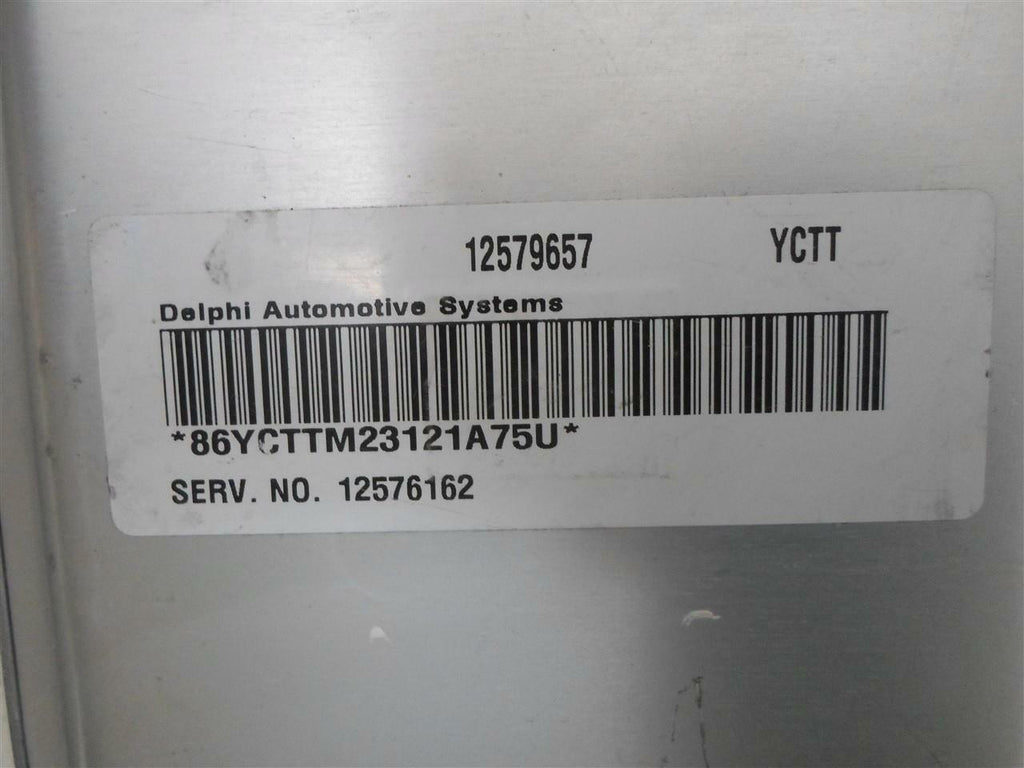 12579657 YCTT
Delphi Automotive Systems
*86YCTTM23121A75U*
SERV. NO. 12576162